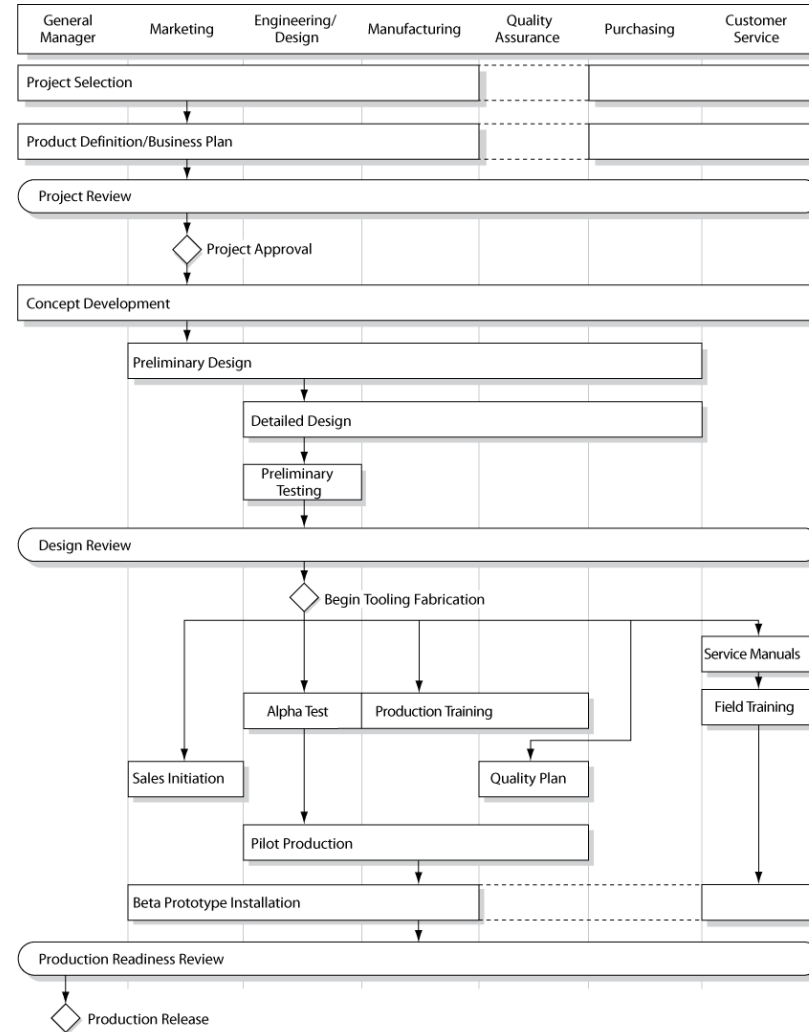 General
Manager
Marketing
Engineering/
Design
Manufacturing
Quality
Assurance
Purchasing
Customer
Service
Project Selection
Product Definition/Business Plan
Project Review
Project Approval
Concept Development
Preliminary Design
Detailed Design
Preliminary
Testing
Design Review
Begin Tooling Fabrication
Service Manuals
Alpha Test
Production Training
Field Training
Sales Initiation
Quality Plan
Pilot Production
Beta Prototype Installation
Production Readiness Review
Production Release